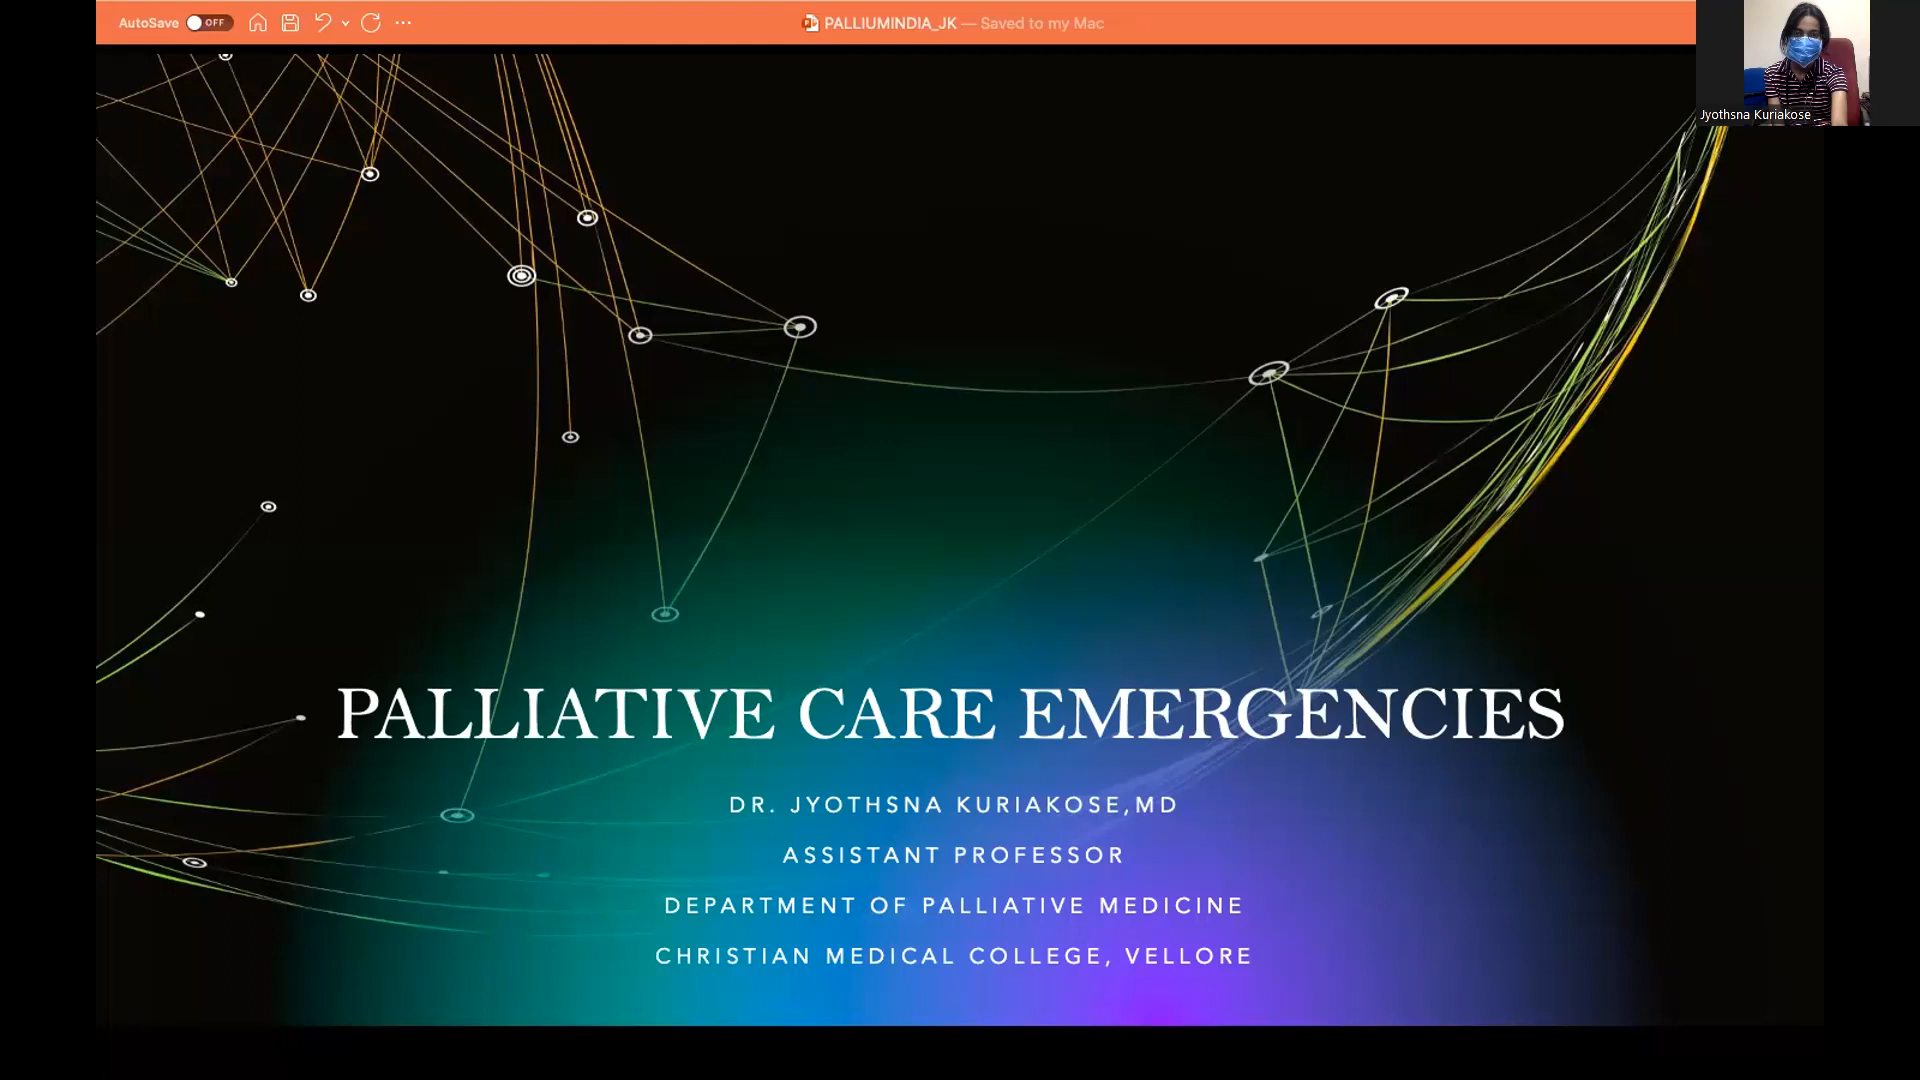 AutoSave OFF
PALLIUMINDIA_JK — Saved to my Mac
Jyothsna Kuriakose
PALLIATIVE CARE EMERGENCIES
DR. JYOTHSNA KURIAKOSE,MD
ASSISTANT PROFESSOR
DEPARTMENT OF PALLIATIVE MEDICINE
CHRISTIAN MEDICAL COLLEGE, VELLORE